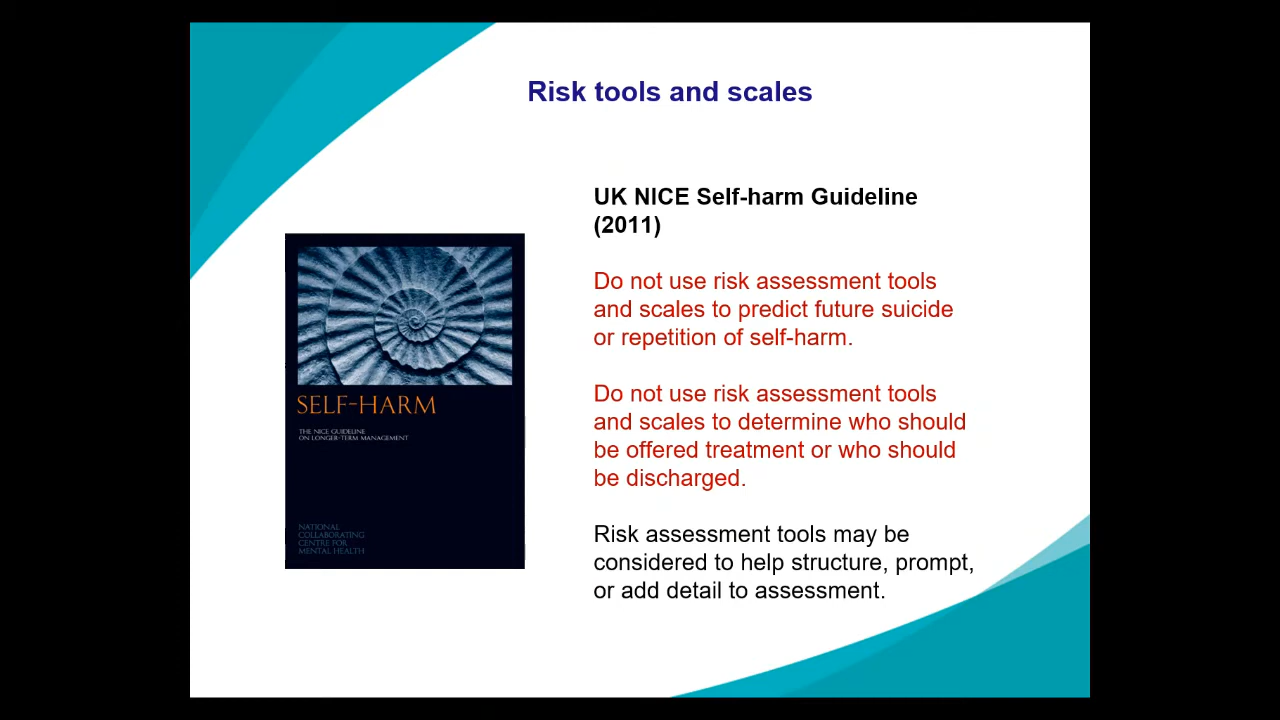 Risk tools and scales
UK NICE Self-harm Guideline
(2011)
Do not use risk assessment tools
and scales to predict future suicide
or repetition of self-harm.
Do not use risk assessment tools
and scales to determine who should
be offered treatment or who should
be discharged.
Risk assessment tools may be
considered to help structure, prompt,
or add detail to assessment.
SELF-HARM
THE NICE GUIDELINE
ON LONGER-TERM MANAGEMENT
NATIONAL
COLLABORATING
CENTRE FOR
MENTAL HEALTH